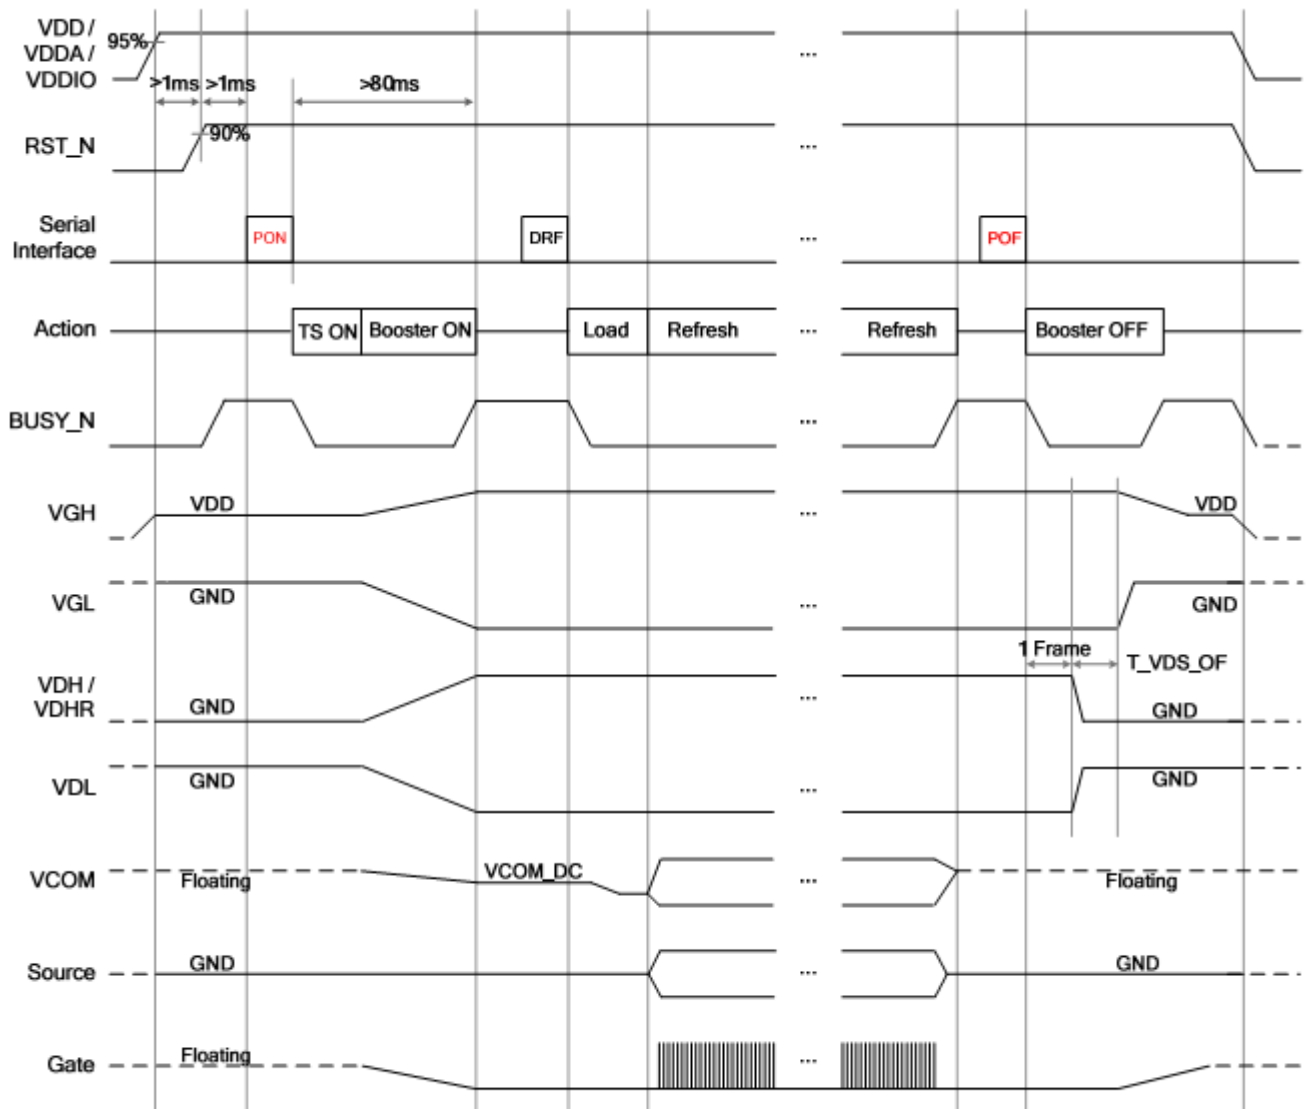 VDD /
VDDA /
VDDIO
95%
>1ms >1ms >80ms
...
RST_N
90%
...
Serial
Interface
PON DRF ... POF
Action
TS ON Booster ON Load Refresh ... Refresh Booster OFF
BUSY_N
...
VGH
VDD ... VDD
VGL
GND ... GND
1 Frame T_VDS_OF
VDH /
VDHR
GND ... GND
VDL
GND ... GND
VCOM
Floating VCOM_DC ... Floating
Source
GND ... GND
Gate
Floating ...